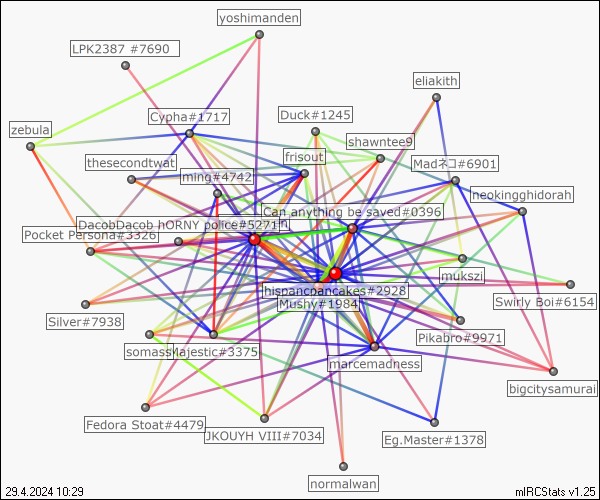 yoshimanden
LPK2387 #7690
eliakith
Cypha#1717
Duck#1245
zebula
shawntee9
thesecondtwat
frisout
Madネコ#6901
ming#4742
neokingghidorah
Can anything be saved#0396
DacobDacob hORNY police#5271
Pocket Persona#3326
mukszi
hispancpancakes#2928
Swirly Boi#6154
Mushy#1984
Silver#7938
Pikabro#9971
somass
Majestic#3375
marcemadness
bigcitysamurai
Fedora Stoat#4479
JKOUYH VIII#7034
Eg.Master#1378
normalwan
29.4.2024 10:29
mIRCStats v1.25